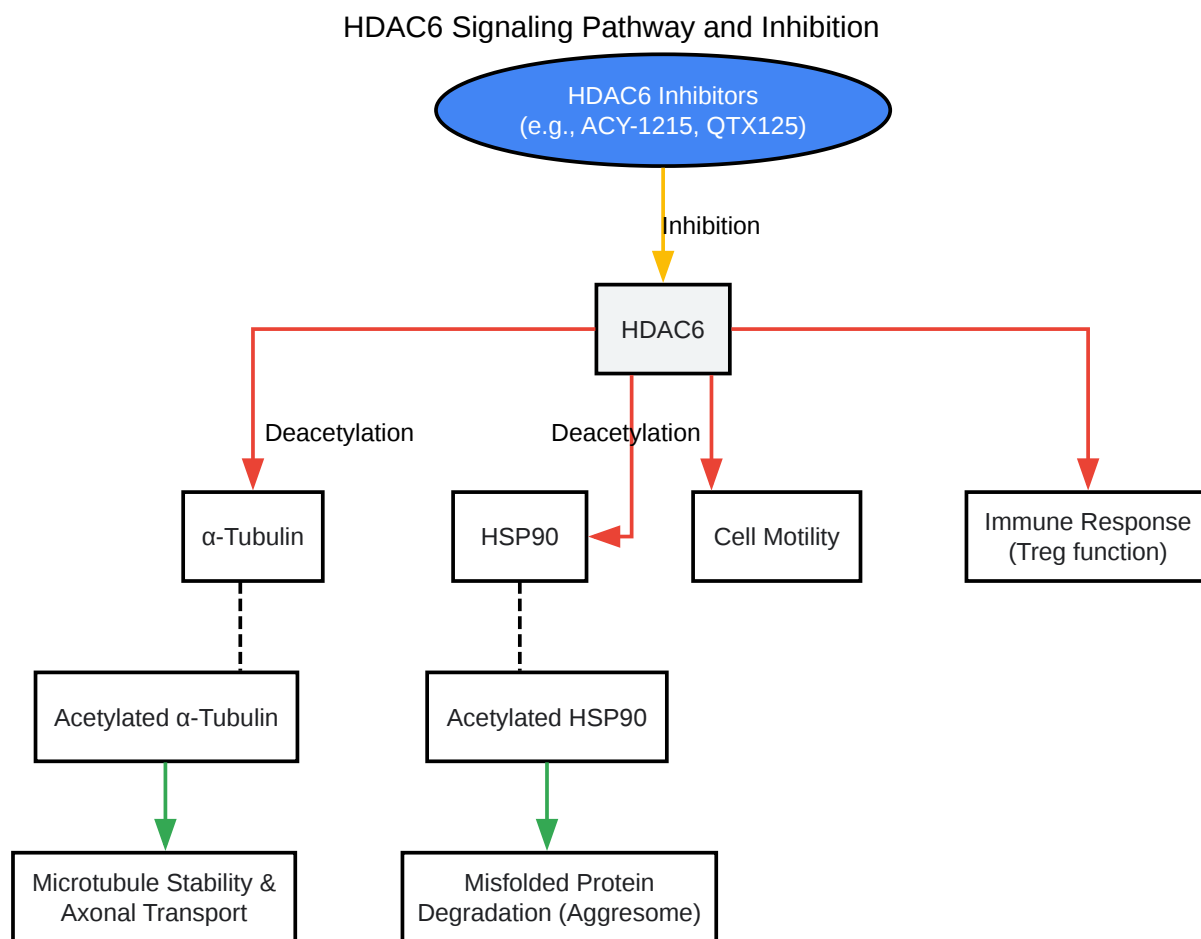 HDAC6 Signaling Pathway and Inhibition
HDAC6 Inhibitors
(e.g., ACY-1215, QTX125)
Inhibition
HDAC6
Deacetylation
Deacetylation
α-Tubulin
HSP90
Cell Motility
Immune Response
(Treg function)
Acetylated α-Tubulin
Acetylated HSP90
Microtubule Stability &
Axonal Transport
Misfolded Protein
Degradation (Aggresome)